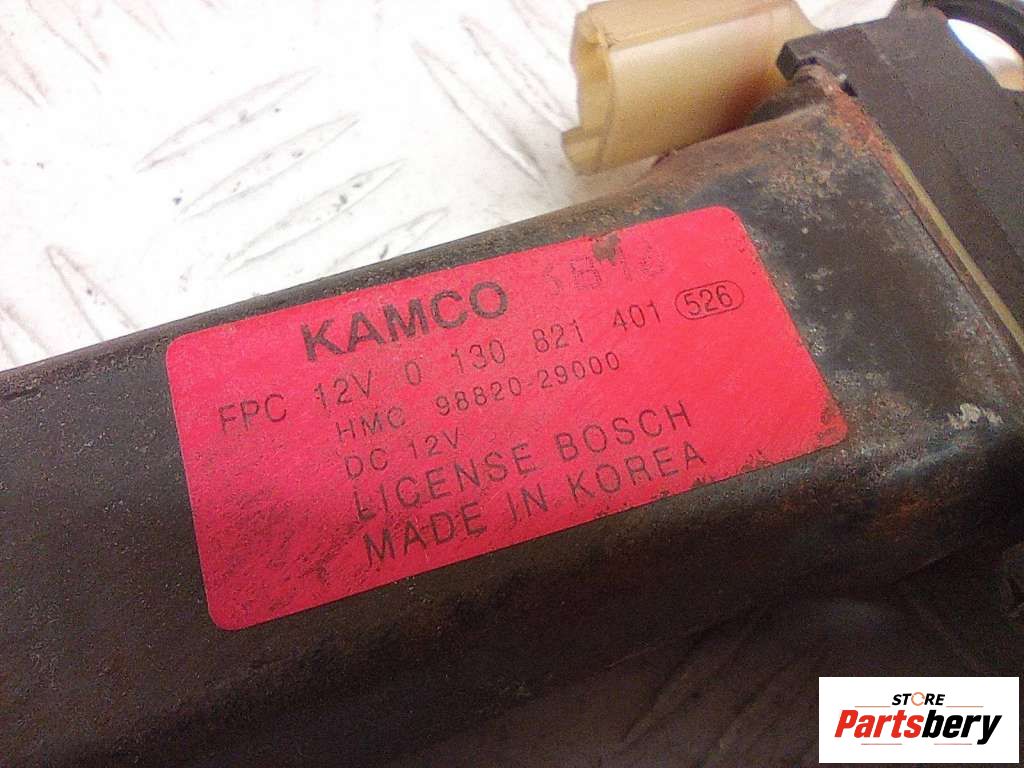 KAMCO
FPC 12V 0 130 821 401 526
HMC 98820-29000
DC 12V
LICENSE BOSCH
MADE IN KOREA
STORE
Partsbery